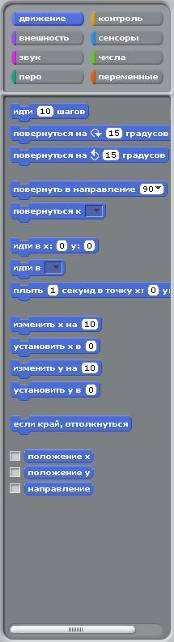 движение контроль
внешность сенсоры
звук числа
перо переменные
идти 10 шагов
повернуться на 15 градусов
повернуться на 15 градусов
повернуть в направление 90
повернуться к
идти в x: 0 y: 0
идти в
плыть 1 секунд в точку x: 0 y:
изменить x на 10
установить x в 0
изменить y на 10
установить y в 0
если край, оттолкнуться
положение x
положение y
направление